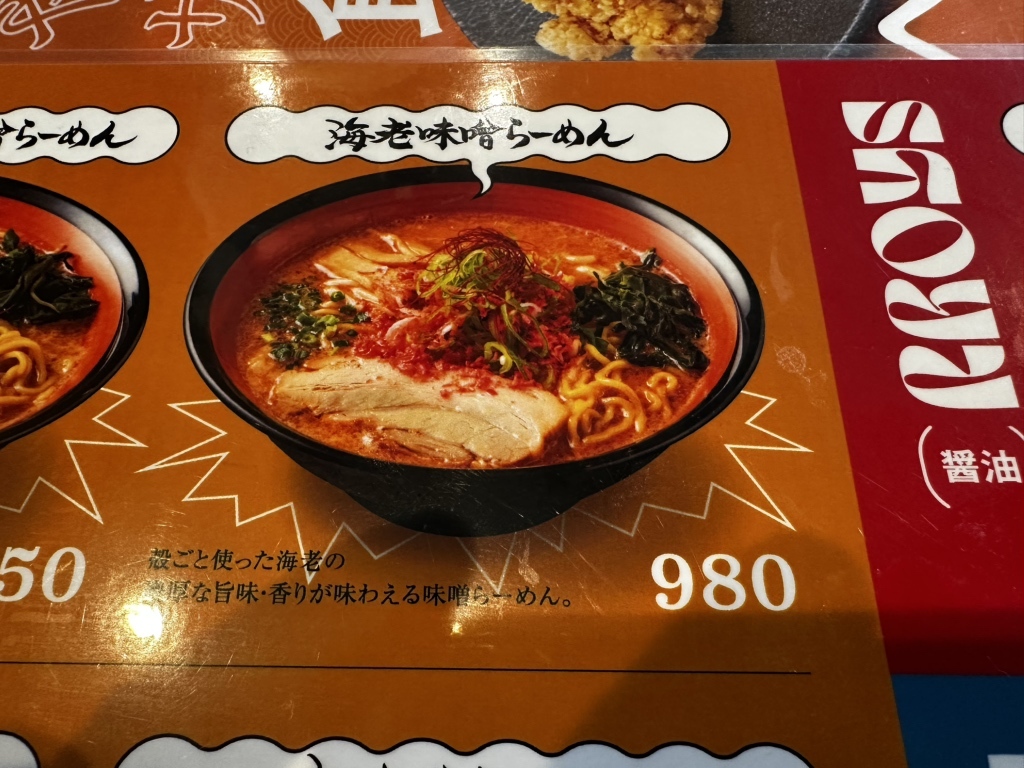 らーめん
海老味噌らーめん
SHOYU
(醤油
50
殻ごと使った海老の
濃厚な旨味・香りが味わえる味噌らーめん。
980